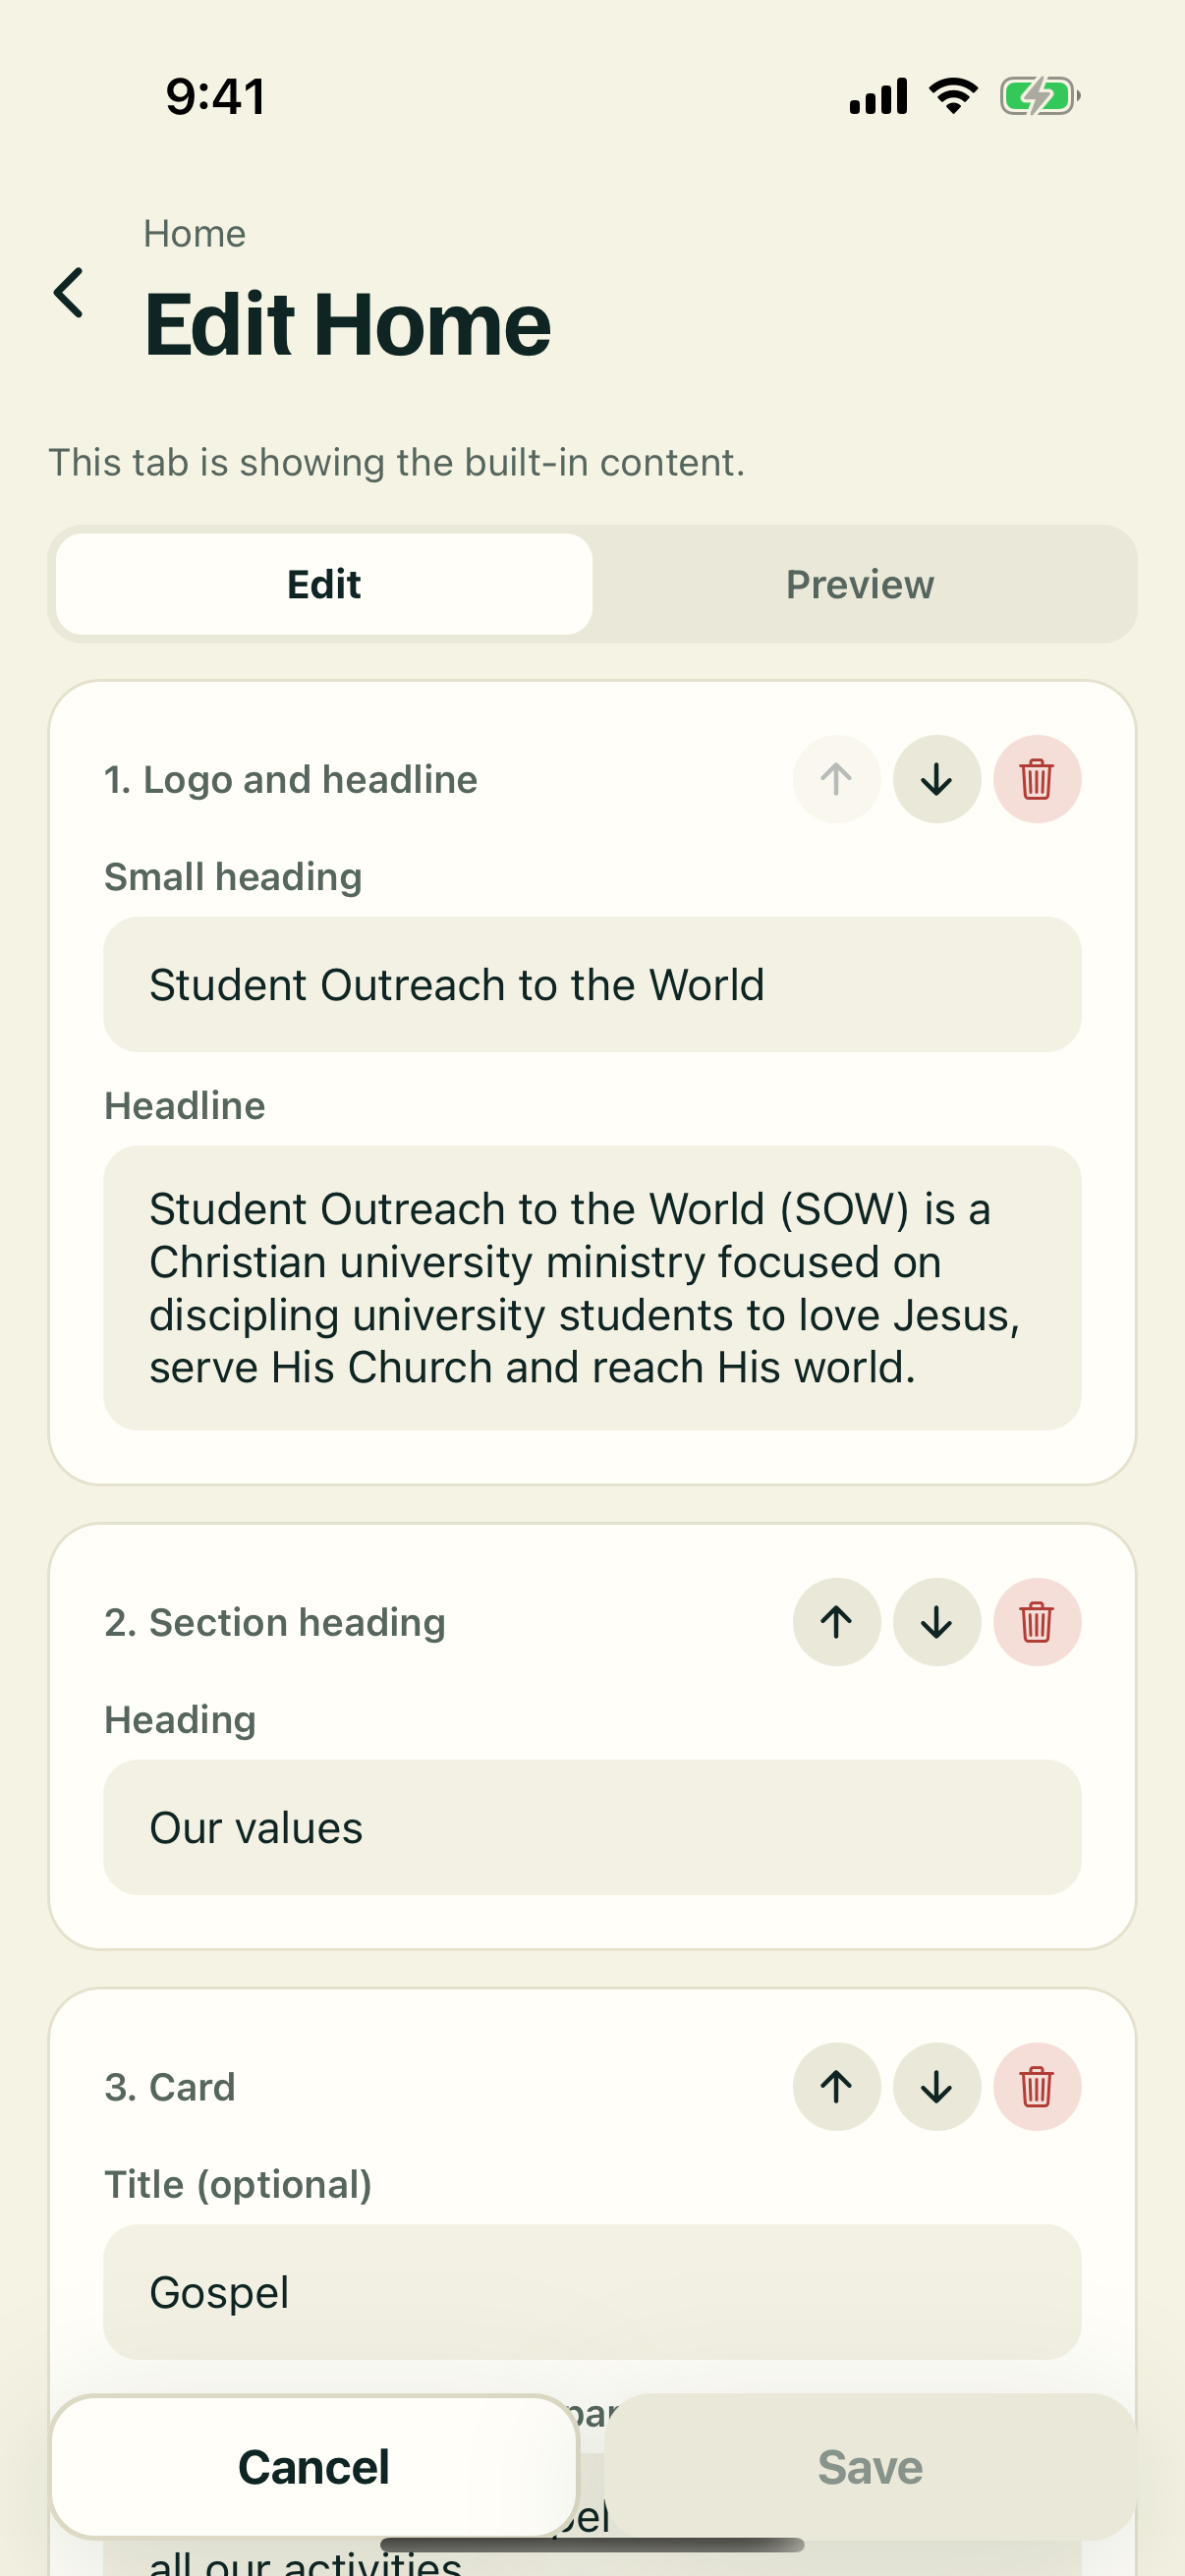 9:41
Home
Edit Home
This tab is showing the built-in content.
Edit
Preview
1. Logo and headline
Small heading
Student Outreach to the World
Headline
Student Outreach to the World (SOW) is a
Christian university ministry focused on
discipling university students to love Jesus,
serve His Church and reach His world.
2. Section heading
Heading
Our values
3. Card
Title (optional)
Gospel
Cancel
Save
all our activities